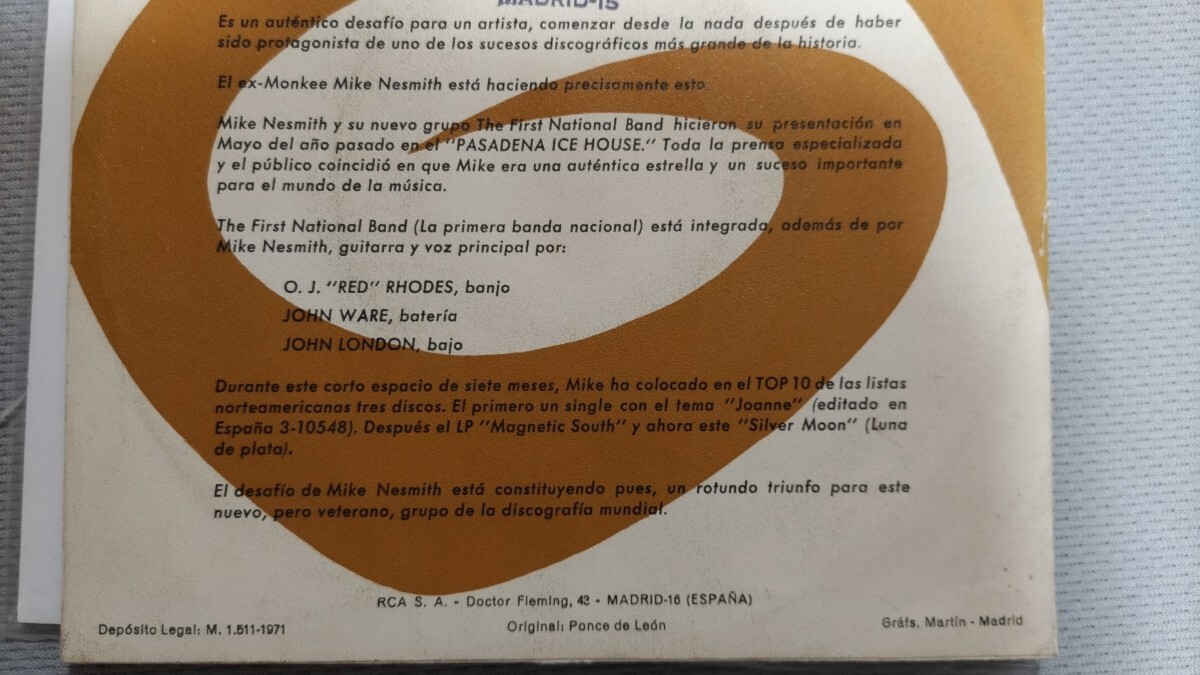 MADRID-15
Es un auténtico desafío para un artista, comenzar desde la nada después de haber
sido protagonista de uno de los sucesos discográficos más grande de la historia.
El ex-Monkee Mike Nesmith está haciendo precisamente esto.
Mike Nesmith y su nuevo grupo The First National Band hicieron su presentación en
Mayo del año pasado en el "PASADENA ICE HOUSE." Toda la prensa especializada
y el público coincidió en que Mike era una auténtica estrella y un suceso importante
para el mundo de la música.
The First National Band (La primera banda nacional) está integrada, además de por
Mike Nesmith, guitarra y voz principal por:
O. J. "RED" RHODES, banjo
JOHN WARE, batería
JOHN LONDON, bajo
Durante este corto espacio de siete meses, Mike ha colocado en el TOP 10 de las listas
norteamericanas tres discos. El primero un single con el tema "Joanne" (editado en
España 3-10548). Después el LP "Magnetic South" y ahora este "Silver Moon" (Luna
de plata).
El desafío de Mike Nesmith está constituyendo pues, un rotundo triunfo para este
nuevo, pero veterano, grupo de la discografía mundial.
RCA S. A. - Doctor Fleming, 43 - MADRID-16 (ESPAÑA)
Depósito Legal: M. 1.511-1971
Original: Ponce de León
Gráfs. Martín - Madrid